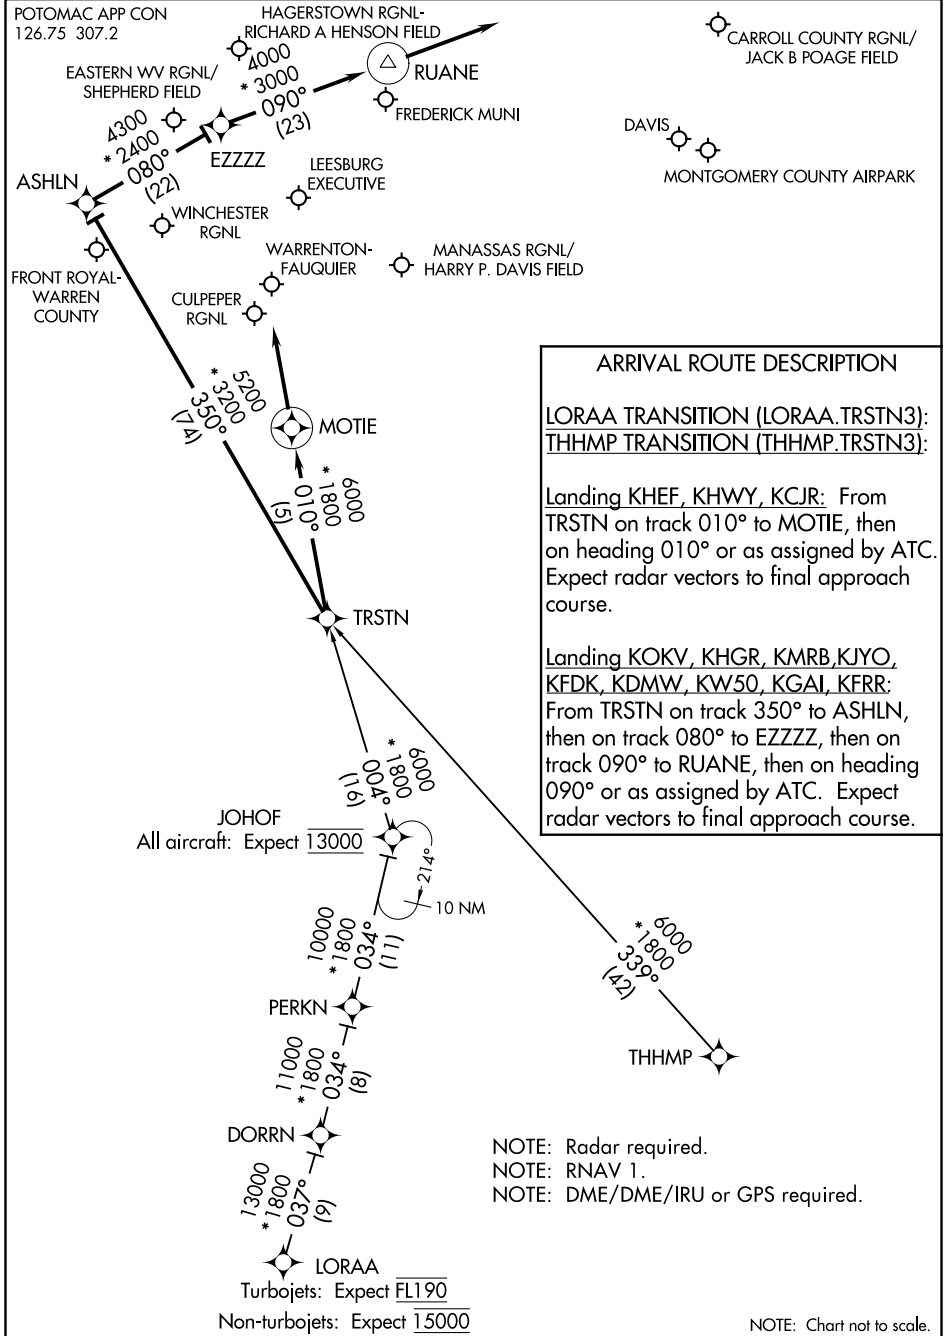 POTOMAC APP CON
126.75 307.2
HAGERSTOWN RGNL-
RICHARD A HENSON FIELD
CARROLL COUNTY RGNL/
JACK B POAGE FIELD
EASTERN WV RGNL/
SHEPHERD FIELD
4000
* 3000
090°
(23)
RUANE
FREDERICK MUNI
4300
* 2400
080°
(22)
EZZZZ
DAVIS
MONTGOMERY COUNTY AIRPARK
ASHLN
LEESBURG
EXECUTIVE
WINCHESTER
RGNL
WARRENTON-
FAUQUIER
MANASSAS RGNL/
HARRY P. DAVIS FIELD
FRONT ROYAL-
WARREN
COUNTY
CULPEPER
RGNL
5200
* 3200
350°
(74)
MOTIE
6000
* 1800
010°
(5)
TRSTN
ARRIVAL ROUTE DESCRIPTION
LORAA TRANSITION (LORAA.TRSTN3):
THHMP TRANSITION (THHMP.TRSTN3):
Landing KHEF, KHWY, KCJR: From
TRSTN on track 010° to MOTIE, then
on heading 010° or as assigned by ATC.
Expect radar vectors to final approach
course.
Landing KOKV, KHGR, KMRB,KJYO,
KFDK, KDMW, KW50, KGAI, KFRR:
From TRSTN on track 350° to ASHLN,
then on track 080° to EZZZZ, then on
track 090° to RUANE, then on heading
090° or as assigned by ATC. Expect
radar vectors to final approach course.
6000
* 1800
004°
(16)
JOHOF
All aircraft: Expect 13000
214°
10 NM
10000
* 1800
034°
(11)
6000
*1800
339°
(42)
PERKN
THHMP
11000
*1800
034°
(8)
DORRN
13000
*1800
037°
(9)
NOTE: Radar required.
NOTE: RNAV 1.
NOTE: DME/DME/IRU or GPS required.
LORAA
Turbojets: Expect FL190
Non-turbojets: Expect 15000
NOTE: Chart not to scale.